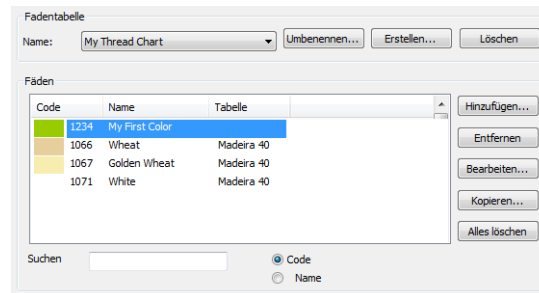 Fadentabelle
Name: My Thread Chart Umbenennen... Erstellen... Löschen
Fäden
Code Name Tabelle
1234 My First Color
1066 Wheat Madeira 40
1067 Golden Wheat Madeira 40
1071 White Madeira 40
Hinzufügen...
Entfernen
Bearbeiten...
Kopieren...
Alles löschen
Suchen Code
Name